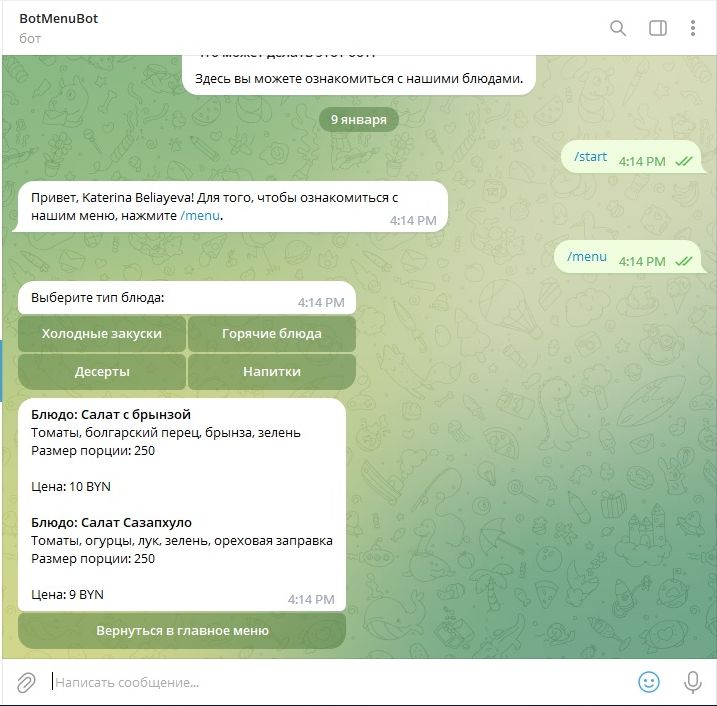 BotMenuBot
бот
Здесь вы можете ознакомиться с нашими блюдами.
9 января
/start 4:14 PM
Привет, Katerina Beliayeva! Для того, чтобы ознакомиться с
нашим меню, нажмите /menu.
4:14 PM
/menu 4:14 PM
Выберите тип блюда:
4:14 PM
Холодные закуски Горячие блюда
Десерты Напитки
Блюдо: Салат с брынзой
Томаты, болгарский перец, брынза, зелень
Размер порции: 250
Цена: 10 BYN
Блюдо: Салат Сазапхуло
Томаты, огурцы, лук, зелень, ореховая заправка
Размер порции: 250
Цена: 9 BYN
4:14 PM
Вернуться в главное меню
Написать сообщение...